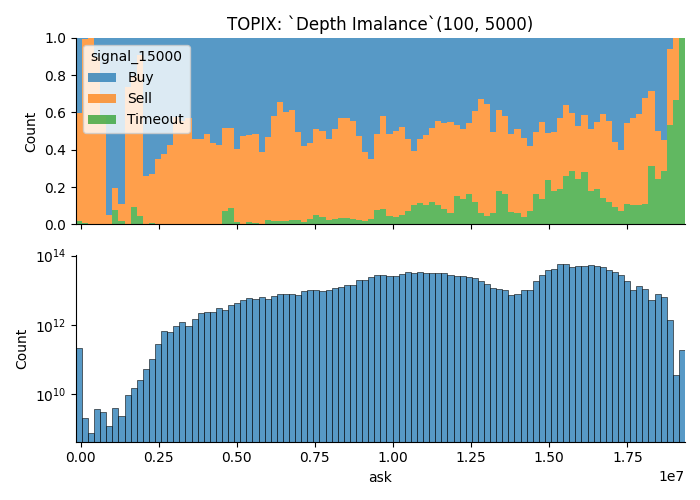 TOPIX: `Depth Imalance`(100, 5000)
1.0
0.8
0.6
0.4
0.2
0.0
Count
signal_15000
Buy
Sell
Timeout
10^14
10^12
10^10
Count
0.00 0.25 0.50 0.75 1.00 1.25 1.50 1.75
1e7
ask